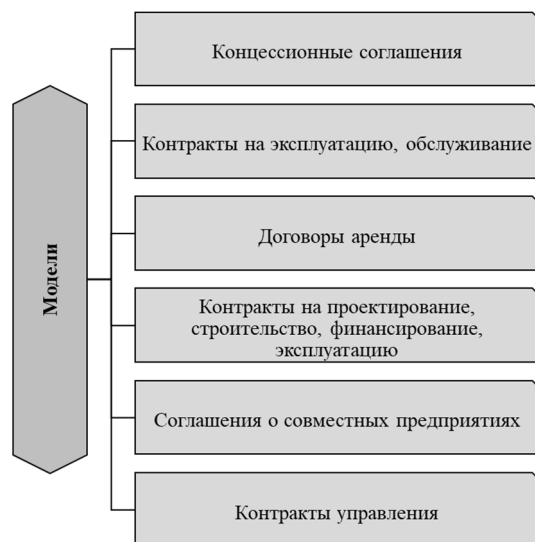 Модели
Концессионные соглашения
Контракты на эксплуатацию, обслуживание
Договоры аренды
Контракты на проектирование,
строительство, финансирование,
эксплуатацию
Соглашения о совместных предприятиях
Контракты управления